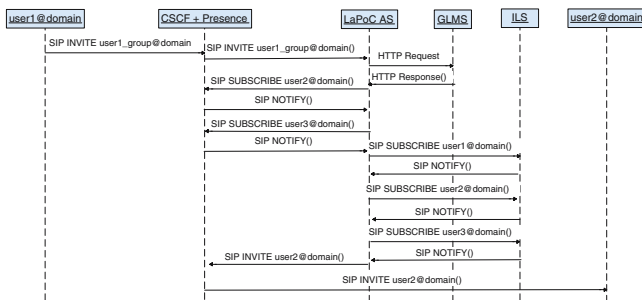 user1@domain
CSCF + Presence
LaPoC AS
GLMS
ILS
user2@domain
SIP INVITE user1_group@domain
SIP INVITE user1_group@domain()
HTTP Request
HTTP Response()
SIP SUBSCRIBE user2@domain()
SIP NOTIFY()
SIP SUBSCRIBE user3@domain()
SIP NOTIFY()
SIP SUBSCRIBE user1@domain()
SIP NOTIFY()
SIP SUBSCRIBE user2@domain()
SIP NOTIFY()
SIP SUBSCRIBE user3@domain()
SIP NOTIFY()
SIP INVITE user2@domain()
SIP INVITE user2@domain()